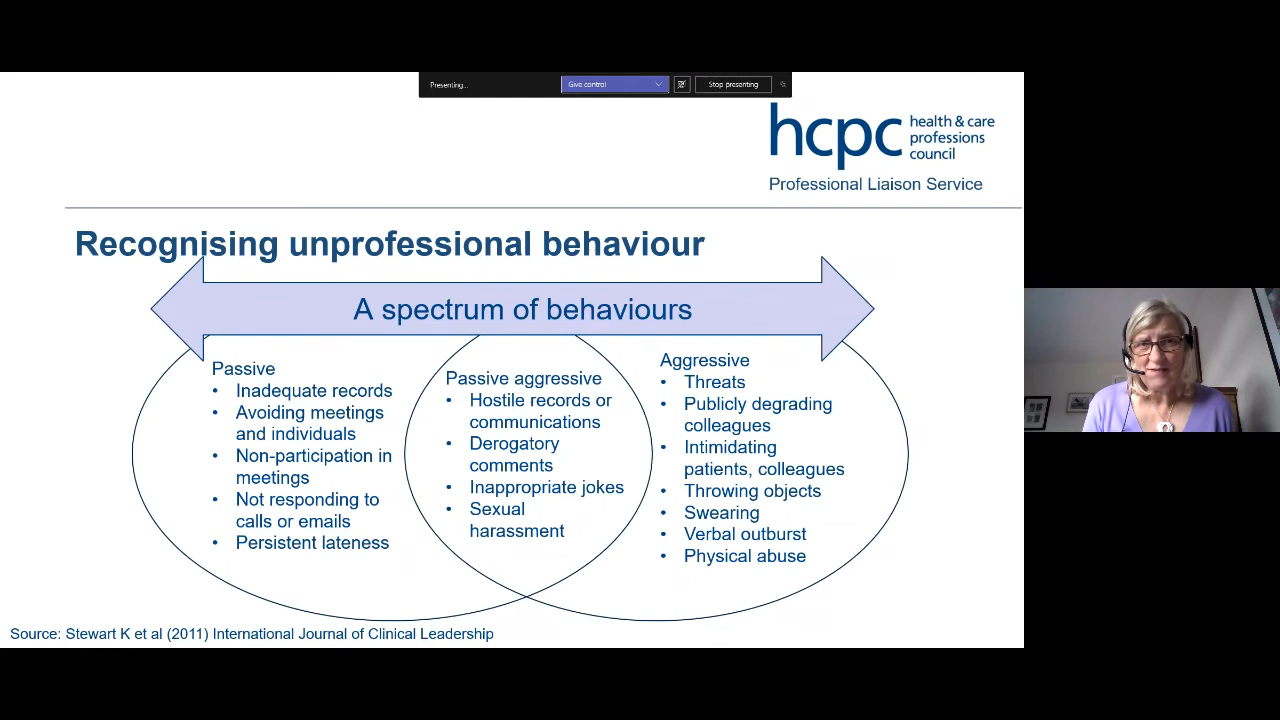 Presenting...
Give control
Stop presenting
hcpc
health & care
professions
council
Professional Liaison Service
Recognising unprofessional behaviour
A spectrum of behaviours
Passive
• Inadequate records
• Avoiding meetings
and individuals
• Non-participation in
meetings
• Not responding to
calls or emails
• Persistent lateness
Passive aggressive
• Hostile records or
communications
• Derogatory
comments
• Inappropriate jokes
• Sexual
harassment
Aggressive
• Threats
• Publicly degrading
colleagues
• Intimidating
patients, colleagues
• Throwing objects
• Swearing
• Verbal outburst
• Physical abuse
Source: Stewart K et al (2011) International Journal of Clinical Leadership